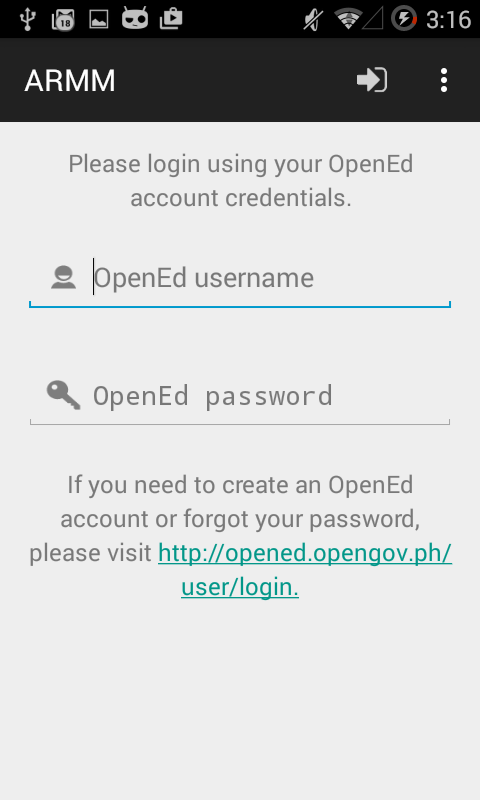 18
3:16
ARMM
Please login using your OpenEd
account credentials.
OpenEd username
OpenEd password
If you need to create an OpenEd
account or forgot your password,
please visit http://opened.opengov.ph/
user/login.